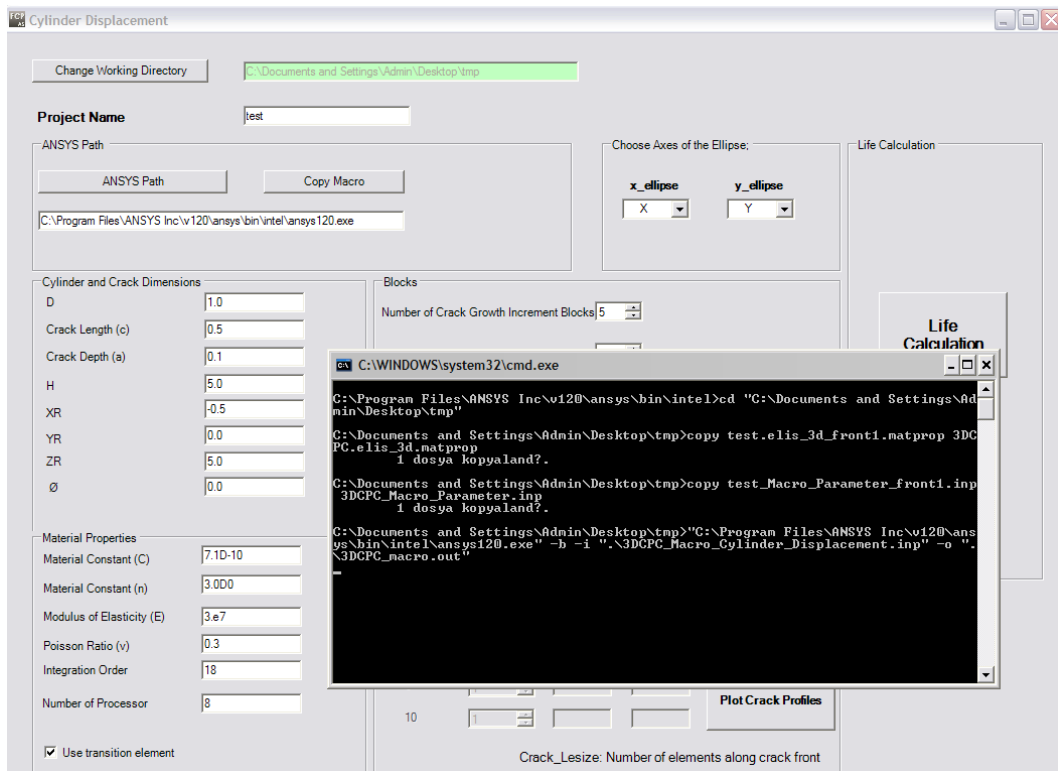 FCP
AS
Cylinder Displacement
Change Working Directory
C:\Documents and Settings\Admin\Desktop\tmp
Project Name
test
ANSYS Path
ANSYS Path
Copy Macro
C:\Program Files\ANSYS Inc\v120\ansys\bin\intel\ansys120.exe
Choose Axes of the Ellipse;
x_ellipse
y_ellipse
X
Y
Life Calculation
Life
Calculation
Cylinder and Crack Dimensions
D
1.0
Crack Length (c)
0.5
Crack Depth (a)
0.1
H
5.0
XR
-0.5
YR
0.0
ZR
5.0
Ø
0.0
Blocks
Number of Crack Growth Increment Blocks
5
Material Properties
Material Constant (C)
7.1D-10
Material Constant (n)
3.0D0
Modulus of Elasticity (E)
3.e7
Poisson Ratio (v)
0.3
Integration Order
18
Number of Processor
8
Use transition element
C:\WINDOWS\system32\cmd.exe
C:\Program Files\ANSYS Inc\v120\ansys\bin\intel>cd "C:\Documents and Settings\Ad
min\Desktop\tmp"
C:\Documents and Settings\Admin\Desktop\tmp>copy test.elis_3d_front1.matprop 3DC
PC.elis_3d.matprop
1 dosya kopyaland?.
C:\Documents and Settings\Admin\Desktop\tmp>copy test_Macro_Parameter_front1.inp
3DCPC_Macro_Parameter.inp
1 dosya kopyaland?.
C:\Documents and Settings\Admin\Desktop\tmp>"C:\Program Files\ANSYS Inc\v120\ans
ys\bin\intel\ansys120.exe" -b -i ".\3DCPC_Macro_Cylinder_Displacement.inp" -o ".
\3DCPC_macro.out"
10
1
Plot Crack Profiles
Crack_Lesize: Number of elements along crack front